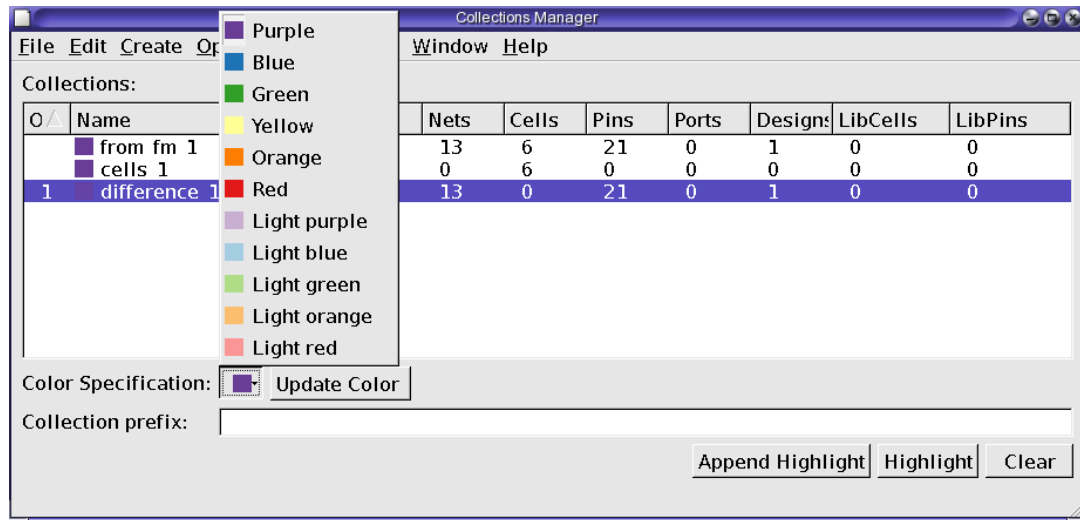 Collections Manager
File Edit Create Op Window Help
Purple
Blue
Green
Yellow
Orange
Red
Light purple
Light blue
Light green
Light orange
Light red
Collections:
O Name Nets Cells Pins Ports Designs LibCells LibPins
from fm 1 13 6 21 0 1 0 0
cells 1 0 6 0 0 0 0 0
1 difference 1 13 0 21 0 1 0 0
Color Specification: Update Color
Collection prefix:
Append Highlight Highlight Clear